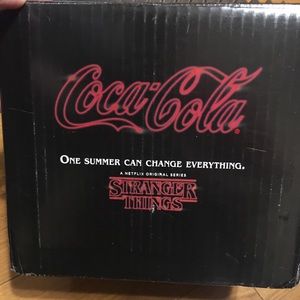 Coca-Cola
ONE SUMMER CAN CHANGE EVERYTHING.
A NETFLIX ORIGINAL SERIES
STRANGER
THINGS